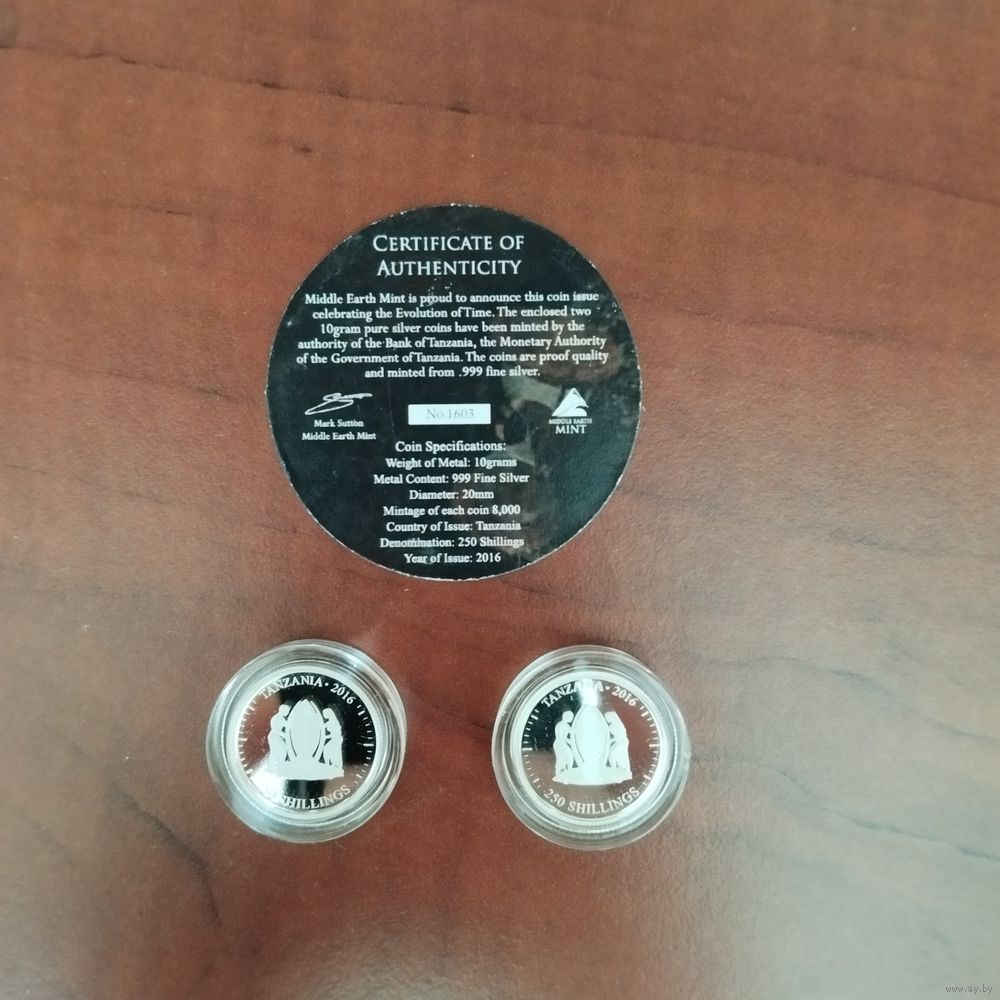 CERTIFICATE OF
AUTHENTICITY
Middle Earth Mint is proud to announce this coin issue
celebrating the Evolution of Time. The enclosed two
10gram pure silver coins have been minted by the
authority of the Bank of Tanzania, the Monetary Authority
of the Government of Tanzania. The coins are proof quality
and minted from .999 fine silver.
Mark Sutton
Middle Earth Mint
No.1603
MIDDLE EARTH
MINT
Coin Specifications:
Weight of Metal: 10grams
Metal Content: 999 Fine Silver
Diameter: 20mm
Mintage of each coin 8,000
Country of Issue: Tanzania
Denomination: 250 Shillings
Year of Issue: 2016
TANZANIA • 2016
SHILLINGS
TANZANIA • 2016
250 SHILLINGS
www.ay.by